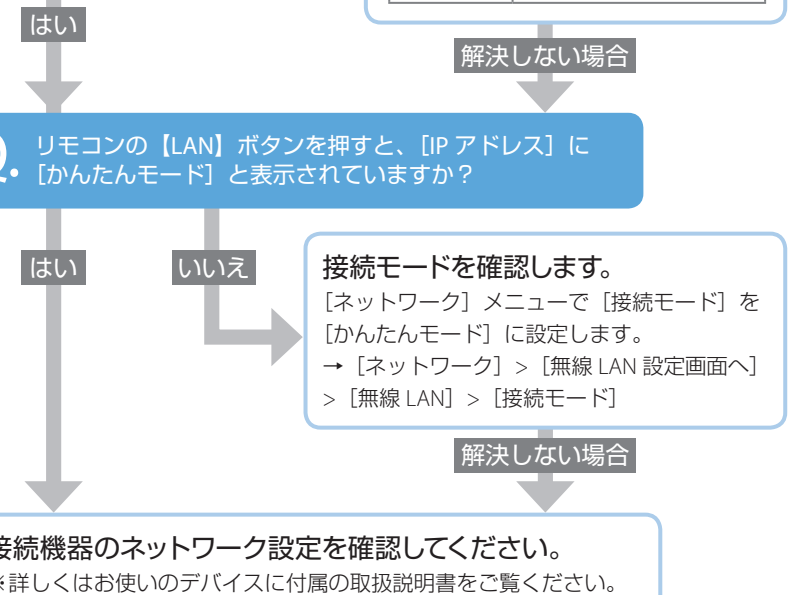 はい
解決しない場合
Q. リモコンの【LAN】ボタンを押すと、［IP アドレス］に
［かんたんモード］と表示されていますか？
はい
いいえ
接続モードを確認します。
［ネットワーク］メニューで［接続モード］を
［かんたんモード］に設定します。
→［ネットワーク］>［無線 LAN 設定画面へ］
>［無線 LAN］>［接続モード］
解決しない場合
接続機器のネットワーク設定を確認してください。
※詳しくはお使いのデバイスに付属の取扱説明書をご覧ください。